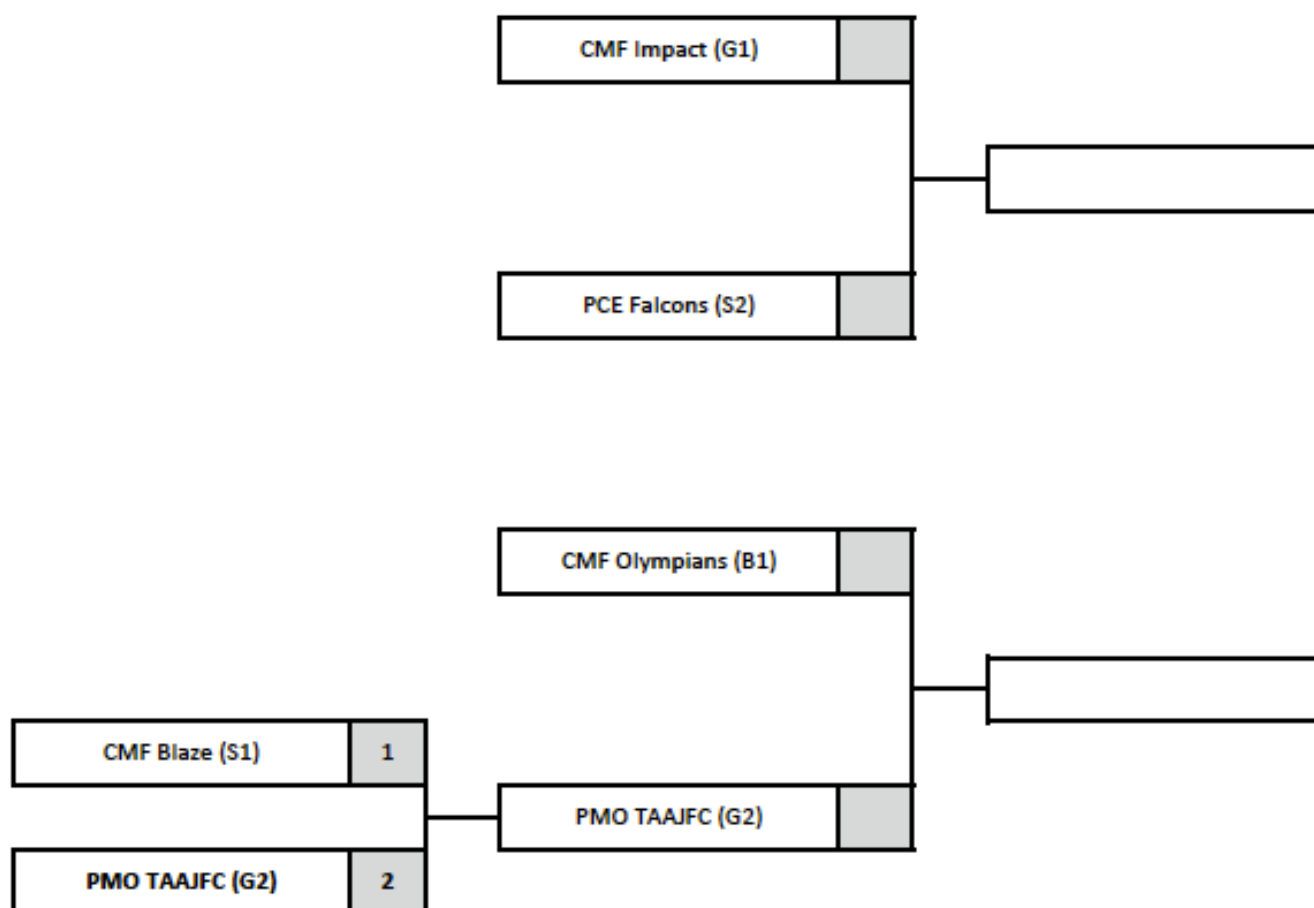 CMF Impact (G1)
PCE Falcons (S2)
CMF Olympians (B1)
CMF Blaze (S1) 1
PMO TAAJFC (G2)
PMO TAAJFC (G2) 2